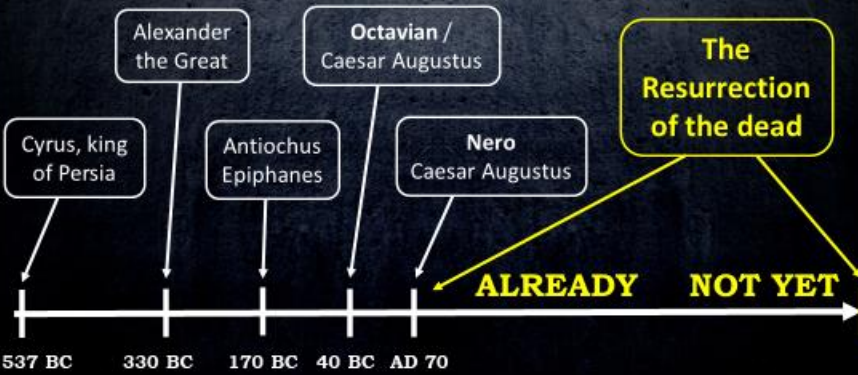 Alexander
the Great
Octavian /
Caesar Augustus
The
Resurrection
of the dead
Cyrus, king
of Persia
Antiochus
Epiphanes
Nero
Caesar Augustus
ALREADY NOT YET
537 BC 330 BC 170 BC 40 BC AD 70